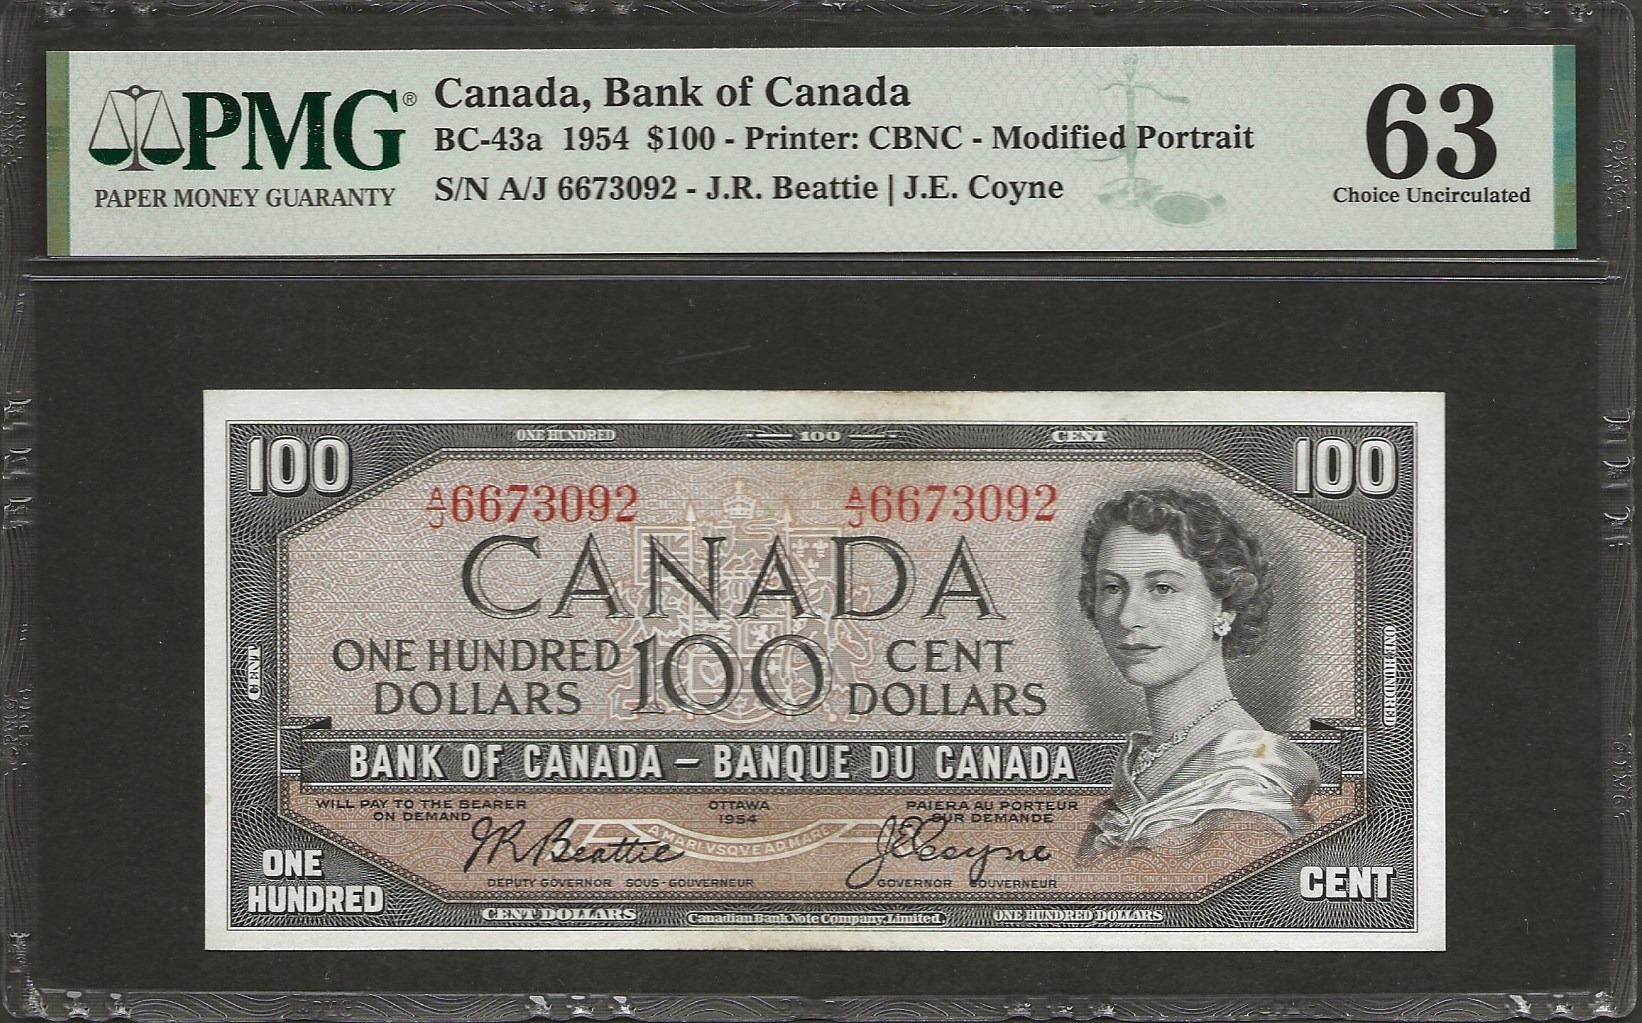 PMG®
PAPER MONEY GUARANTY
Canada, Bank of Canada
BC-43a 1954 $100 - Printer: CBNC - Modified Portrait
S/N A/J 6673092 - J.R. Beattie | J.E. Coyne
63
Choice Uncirculated
ONE HUNDRED 100 CENT
100 100
A/J 6673092 A/J 6673092
CANADA
ONE HUNDRED DOLLARS
100
CENT DOLLARS
CENT
ONE HUNDRED
BANK OF CANADA – BANQUE DU CANADA
WILL PAY TO THE BEARER ON DEMAND
OTTAWA
1954
PAIERA AU PORTEUR SUR DEMANDE
JR Beattie
A MARI VSQVE AD MARE
JECoyne
DEPUTY GOVERNOR SOUS-GOUVERNEUR
GOVERNOR GOUVERNEUR
ONE HUNDRED
CENT
CENT DOLLARS
Canadian Bank Note Company, Limited.
ONE HUNDRED DOLLARS